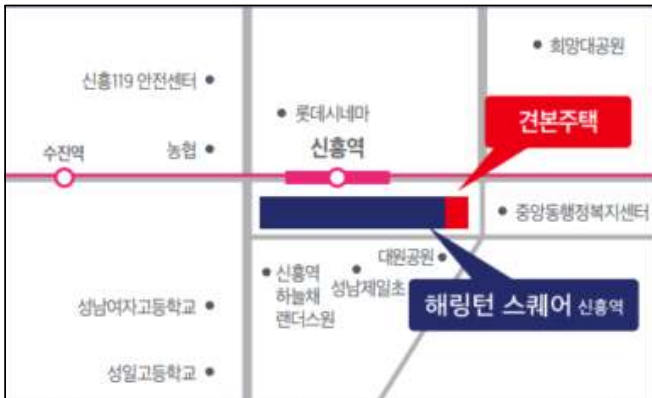 희망대공원
신흥119 안전센터
롯데시네마
견본주택
수진역
농협
신흥역
중앙동행정복지센터
대원공원
신흥역
하늘채
랜더스원
성남제일초
해링턴 스퀘어 신흥역
성남여자고등학교
성일고등학교